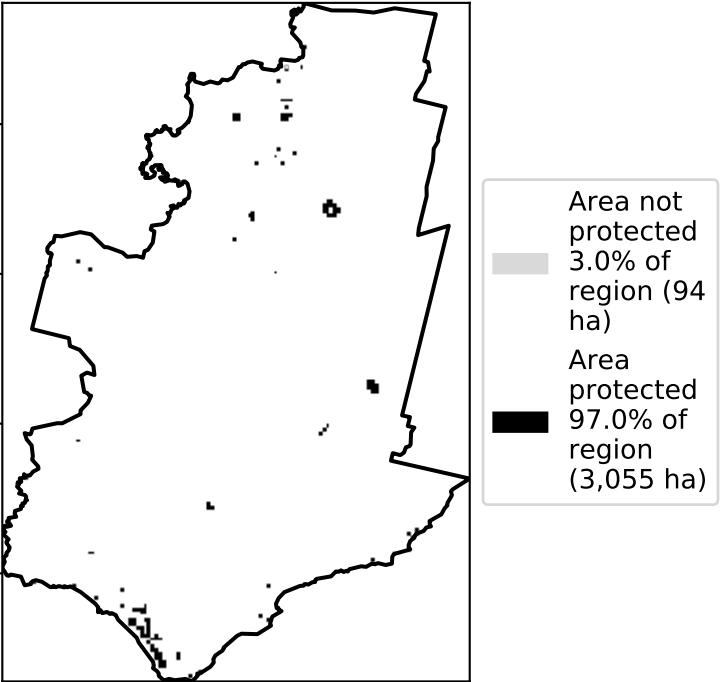 Area not
protected
3.0% of
region (94
ha)
Area
protected
97.0% of
region
(3,055 ha)